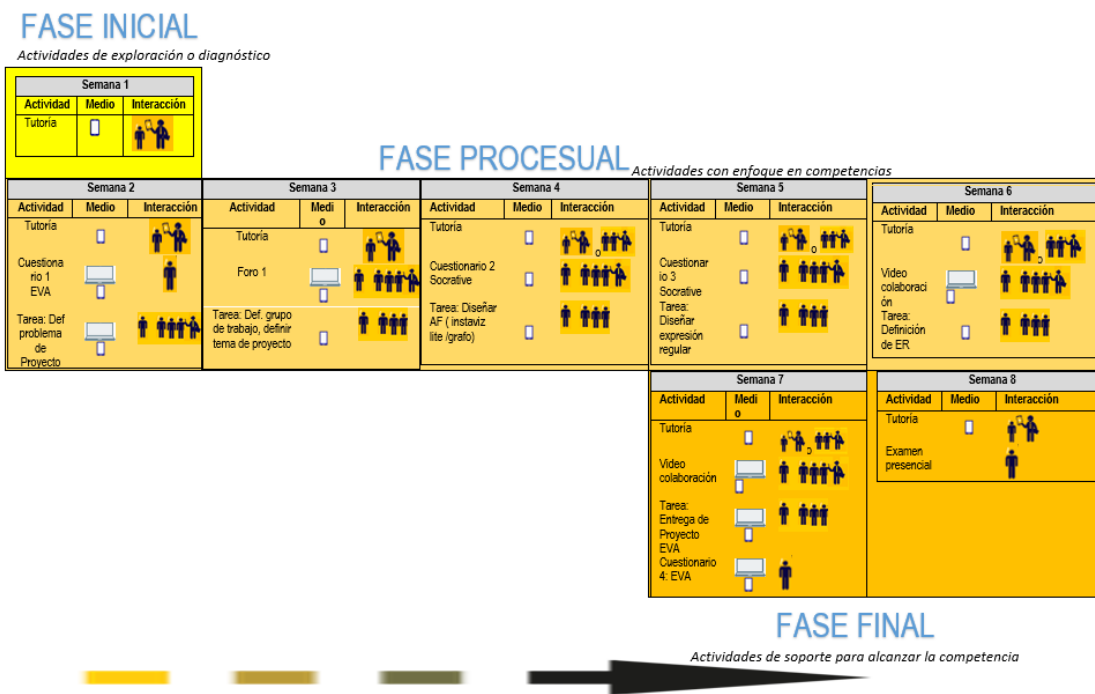 FASE INICIAL
Actividades de exploración o diagnóstico
Semana 1
Actividad Medio Interacción
Tutoría
FASE PROCESUAL
Actividades con enfoque en competencias
Semana 2
Actividad Medio Interacción
Tutoría
Cuestiona
rio 1
EVA
Tarea: Def
problema
de
Proyecto
Semana 3
Actividad Medi
o
Interacción
Tutoría
Foro 1
Tarea: Def. grupo
de trabajo, definir
tema de proyecto
Semana 4
Actividad Medio Interacción
Tutoría
o
Cuestionario 2
Socrative
Tarea: Diseñar
AF ( instaviz
lite /grafo)
Semana 5
Actividad Medio Interacción
Tutoría
o
Cuestionar
io 3
Socrative
Tarea:
Diseñar
expresión
regular
Semana 6
Actividad Medio Interacción
Tutoría
o
Video
colaboraci
ón
Tarea:
Definición
de ER
Semana 7
Actividad Medi
o
Interacción
Tutoría
o
Video
colaboración
Tarea:
Entrega de
Proyecto
EVA
Cuestionario
4: EVA
Semana 8
Actividad Medio Interacción
Tutoría
Examen
presencial
FASE FINAL
Actividades de soporte para alcanzar la competencia